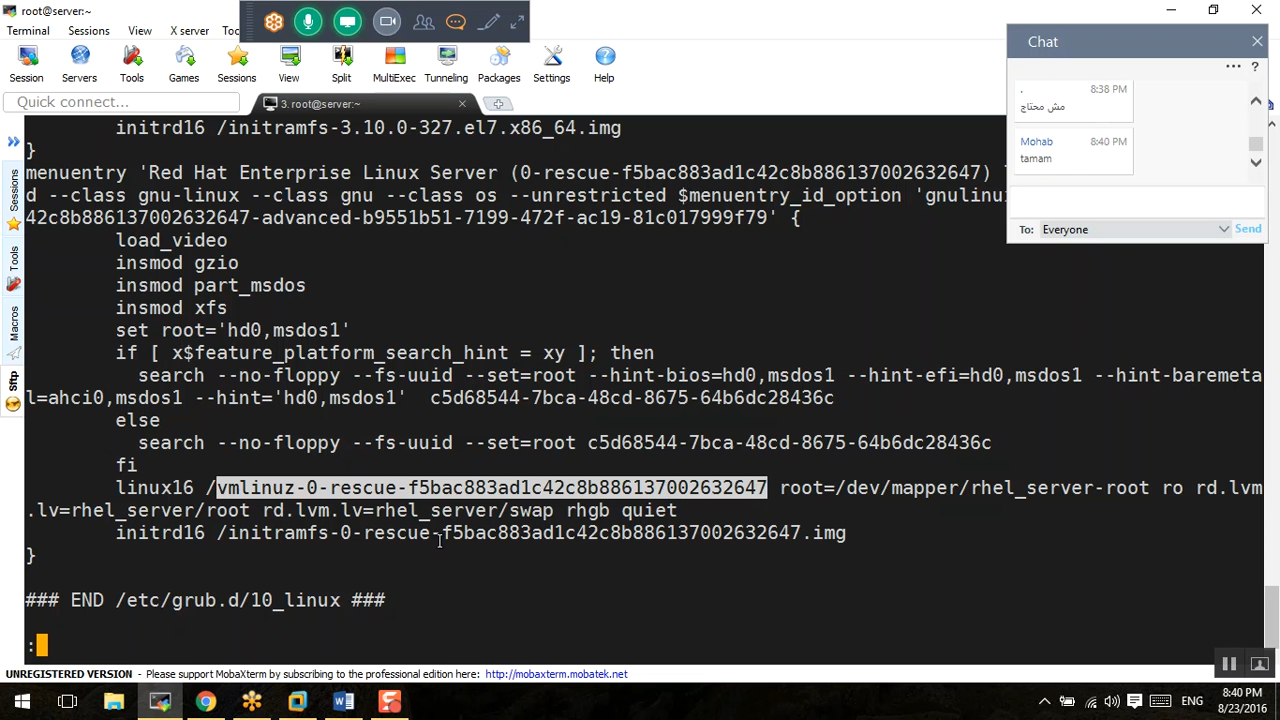 root@server:~
Terminal Sessions View X server
Session Servers Tools Games Sessions View Split MultiExec Tunneling Packages Settings Help
Quick connect...
3. root@server:~
Sessions
Tools
Macros
Sftp
initrd16 /initramfs-3.10.0-327.el7.x86_64.img
}
menuentry 'Red Hat Enterprise Linux Server (0-rescue-f5bac883ad1c42c8b886137002632647)
d --class gnu-linux --class gnu --class os --unrestricted $menuentry_id_option 'gnulinu
42c8b886137002632647-advanced-b9551b51-7199-472f-ac19-81c017999f79' {
load_video
insmod gzio
insmod part_msdos
insmod xfs
set root='hd0,msdos1'
if [ x$feature_platform_search_hint = xy ]; then
search --no-floppy --fs-uuid --set=root --hint-bios=hd0,msdos1 --hint-efi=hd0,msdos1 --hint-baremeta
l=ahci0,msdos1 --hint='hd0,msdos1' c5d68544-7bca-48cd-8675-64b6dc28436c
else
search --no-floppy --fs-uuid --set=root c5d68544-7bca-48cd-8675-64b6dc28436c
fi
linux16 /vmlinuz-0-rescue-f5bac883ad1c42c8b886137002632647 root=/dev/mapper/rhel_server-root ro rd.lvm
.lv=rhel_server/root rd.lvm.lv=rhel_server/swap rhgb quiet
initrd16 /initramfs-0-rescue-f5bac883ad1c42c8b886137002632647.img
}
### END /etc/grub.d/10_linux ###
:
Chat
. 8:38 PM
مش محتاج
Mohab 8:40 PM
tamam
To: Everyone Send
UNREGISTERED VERSION - Please support MobaXterm by subscribing to the professional edition here: http://mobaxterm.mobatek.net
ENG
8:40 PM
8/23/2016